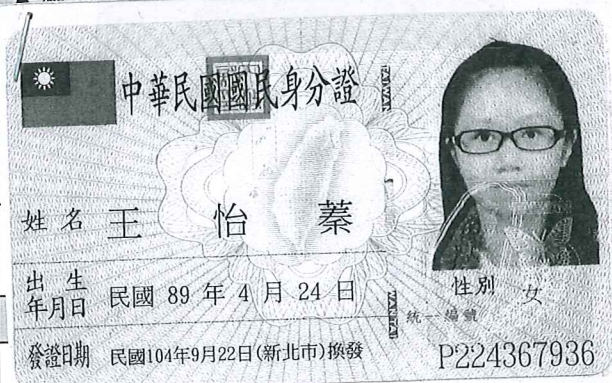 中華民國國民身分證
姓名 王怡蓁
出生年月日 民國 89 年 4 月 24 日
性別 女
統一編號
發證日期 民國104年9月22日(新北市)換發
P224367936